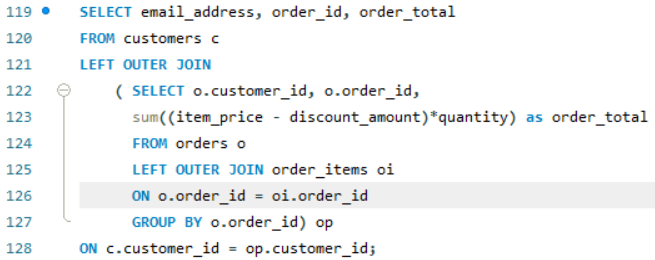 119 SELECT email_address, order_id, order_total
120 FROM customers c
121 LEFT OUTER JOIN
122 ( SELECT o.customer_id, o.order_id,
123 sum((item_price - discount_amount)*quantity) as order_total
124 FROM orders o
125 LEFT OUTER JOIN order_items oi
126 ON o.order_id = oi.order_id
127 GROUP BY o.order_id) op
128 ON c.customer_id = op.customer_id;